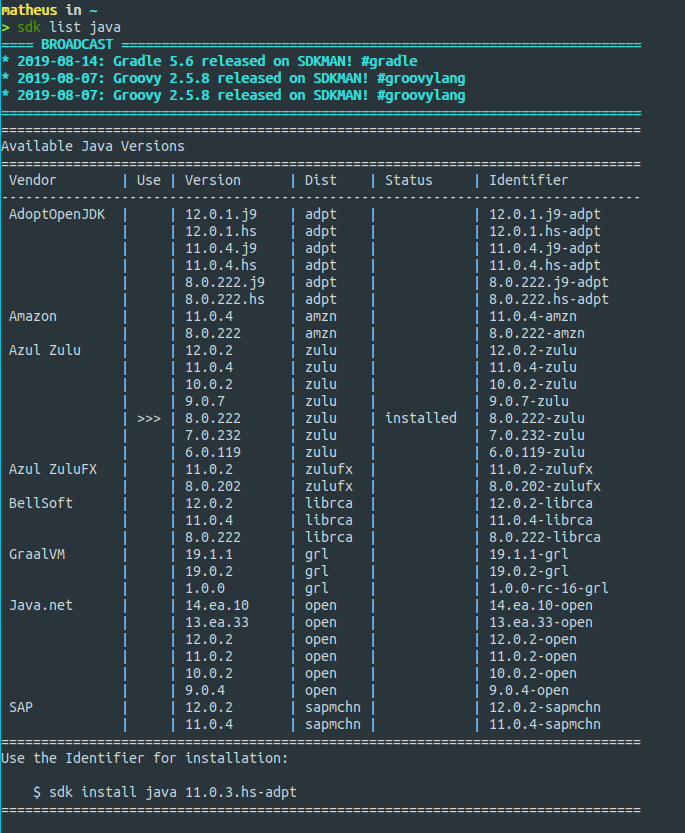 matheus in ~
> sdk list java
==== BROADCAST =================================================================
* 2019-08-14: Gradle 5.6 released on SDKMAN! #gradle
* 2019-08-07: Groovy 2.5.8 released on SDKMAN! #groovylang
* 2019-08-07: Groovy 2.5.8 released on SDKMAN! #groovylang
================================================================================
================================================================================
Available Java Versions
================================================================================
 Vendor        | Use | Version      | Dist    | Status     | Identifier
--------------------------------------------------------------------------------
 AdoptOpenJDK  |     | 12.0.1.j9    | adpt    |            | 12.0.1.j9-adpt
               |     | 12.0.1.hs    | adpt    |            | 12.0.1.hs-adpt
               |     | 11.0.4.j9    | adpt    |            | 11.0.4.j9-adpt
               |     | 11.0.4.hs    | adpt    |            | 11.0.4.hs-adpt
               |     | 8.0.222.j9   | adpt    |            | 8.0.222.j9-adpt
               |     | 8.0.222.hs   | adpt    |            | 8.0.222.hs-adpt
 Amazon        |     | 11.0.4       | amzn    |            | 11.0.4-amzn
               |     | 8.0.222      | amzn    |            | 8.0.222-amzn
 Azul Zulu     |     | 12.0.2       | zulu    |            | 12.0.2-zulu
               |     | 11.0.4       | zulu    |            | 11.0.4-zulu
               |     | 10.0.2       | zulu    |            | 10.0.2-zulu
               |     | 9.0.7        | zulu    |            | 9.0.7-zulu
               | >>> | 8.0.222      | zulu    | installed  | 8.0.222-zulu
               |     | 7.0.232      | zulu    |            | 7.0.232-zulu
               |     | 6.0.119      | zulu    |            | 6.0.119-zulu
 Azul ZuluFX   |     | 11.0.2       | zulufx  |            | 11.0.2-zulufx
               |     | 8.0.202      | zulufx  |            | 8.0.202-zulufx
 BellSoft      |     | 12.0.2       | librca  |            | 12.0.2-librca
               |     | 11.0.4       | librca  |            | 11.0.4-librca
               |     | 8.0.222      | librca  |            | 8.0.222-librca
 GraalVM       |     | 19.1.1       | grl     |            | 19.1.1-grl
               |     | 19.0.2       | grl     |            | 19.0.2-grl
               |     | 1.0.0        | grl     |            | 1.0.0-rc-16-grl
 Java.net      |     | 14.ea.10     | open    |            | 14.ea.10-open
               |     | 13.ea.33     | open    |            | 13.ea.33-open
               |     | 12.0.2       | open    |            | 12.0.2-open
               |     | 11.0.2       | open    |            | 11.0.2-open
               |     | 10.0.2       | open    |            | 10.0.2-open
               |     | 9.0.4        | open    |            | 9.0.4-open
 SAP           |     | 12.0.2       | sapmchn |            | 12.0.2-sapmchn
               |     | 11.0.4       | sapmchn |            | 11.0.4-sapmchn
================================================================================
Use the Identifier for installation:
    $ sdk install java 11.0.3.hs-adpt
================================================================================